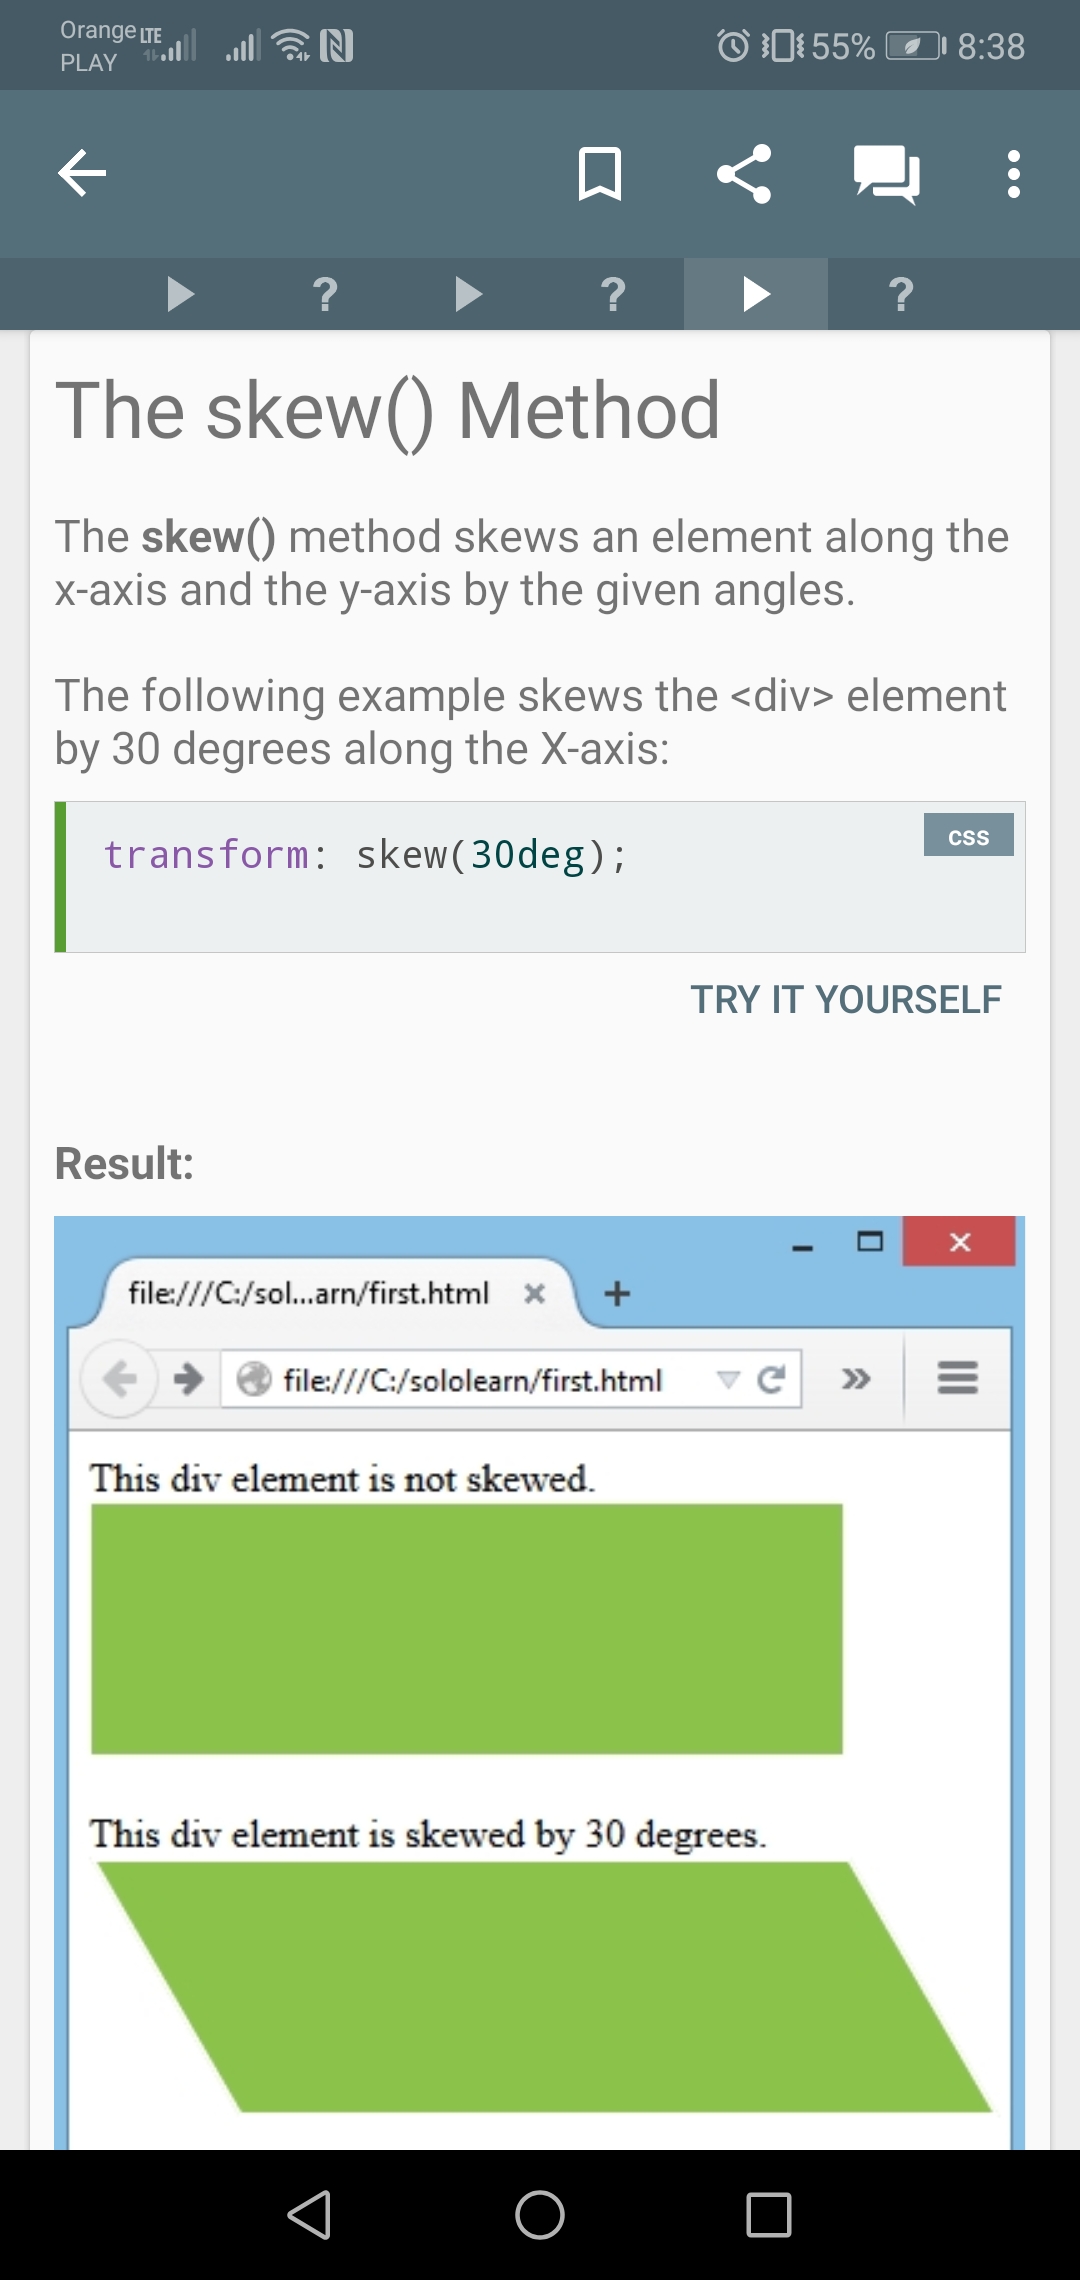 Orange LTE
PLAY
55% 8:38
? ? ?
The skew() Method
The skew() method skews an element along the
x-axis and the y-axis by the given angles.
The following example skews the <div> element
by 30 degrees along the X-axis:
css
transform: skew(30deg);
TRY IT YOURSELF
Result:
file:///C:/sol...arn/first.html
file:///C:/sololearn/first.html
This div element is not skewed.
This div element is skewed by 30 degrees.